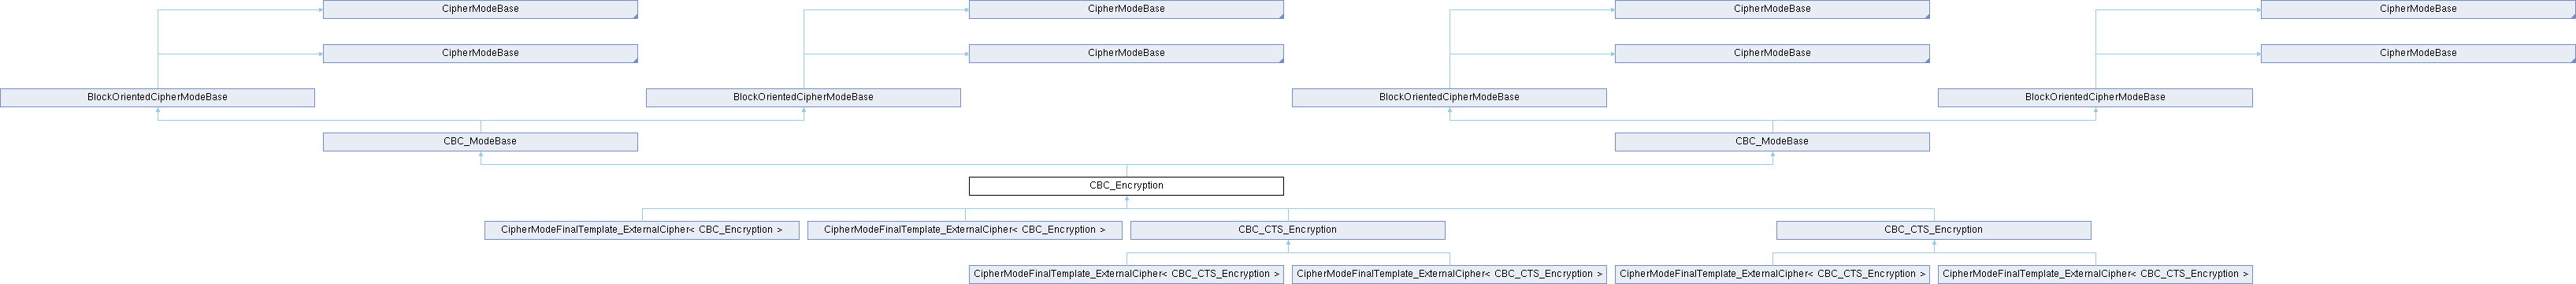 CipherModeBase
CipherModeBase
CipherModeBase
CipherModeBase
CipherModeBase
CipherModeBase
CipherModeBase
CipherModeBase
BlockOrientedCipherModeBase
BlockOrientedCipherModeBase
BlockOrientedCipherModeBase
BlockOrientedCipherModeBase
CBC_ModeBase
CBC_ModeBase
CBC_Encryption
CipherModeFinalTemplate_ExternalCipher< CBC_Encryption >
CipherModeFinalTemplate_ExternalCipher< CBC_Encryption >
CBC_CTS_Encryption
CBC_CTS_Encryption
CipherModeFinalTemplate_ExternalCipher< CBC_CTS_Encryption >
CipherModeFinalTemplate_ExternalCipher< CBC_CTS_Encryption >
CipherModeFinalTemplate_ExternalCipher< CBC_CTS_Encryption >
CipherModeFinalTemplate_ExternalCipher< CBC_CTS_Encryption >